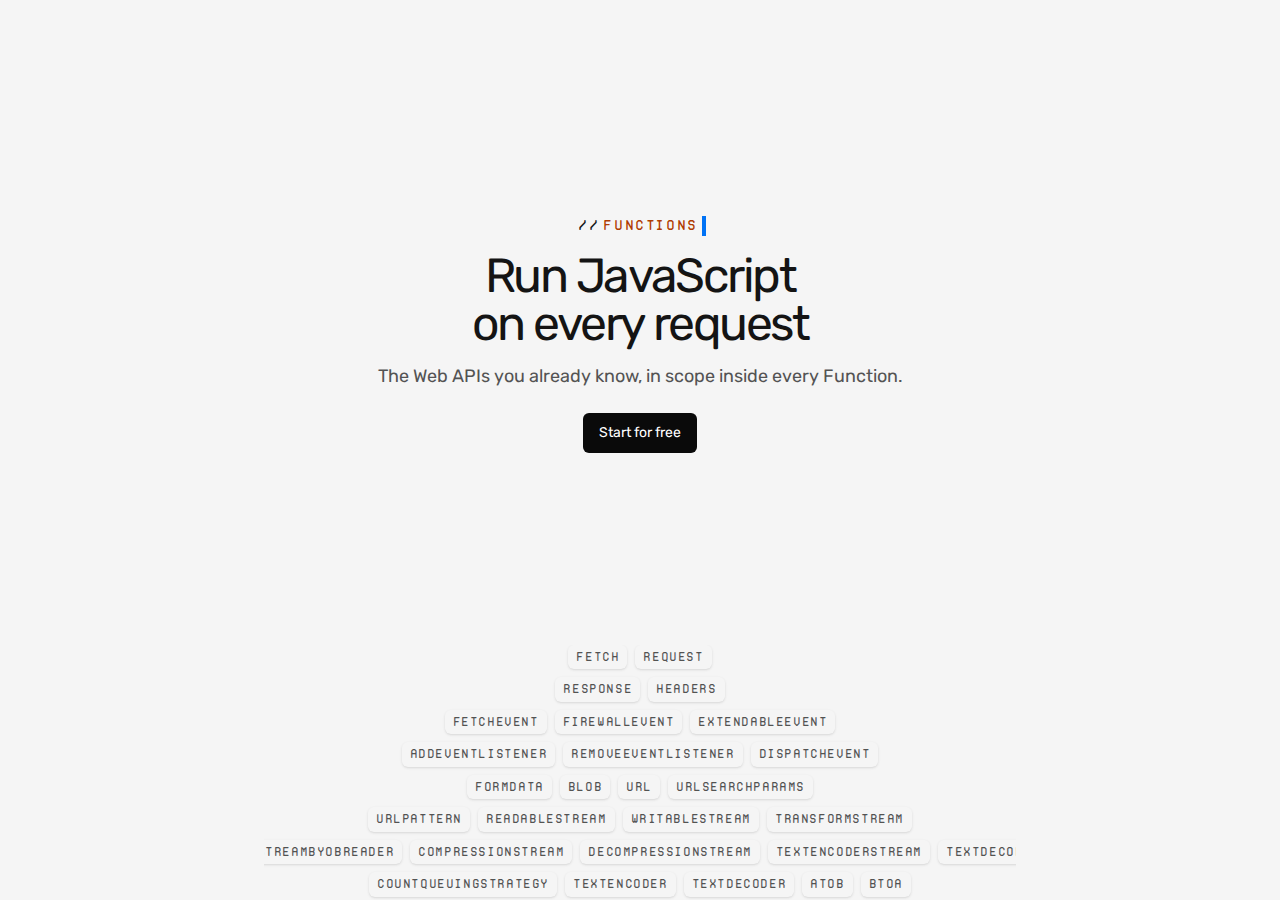 // FUNCTIONS
Run JavaScript
on every request
The Web APIs you already know, in scope inside every Function.
Start for free
FETCH REQUEST
RESPONSE HEADERS
FETCHEVENT FIREWALLEVENT EXTENDABLEEVENT
ADDEVENTLISTENER REMOVEEVENTLISTENER DISPATCHEVENT
FORMDATA BLOB URL URLSEARCHPARAMS
URLPATTERN READABLESTREAM WRITABLESTREAM TRANSFORMSTREAM
TREAMBYOBREADER COMPRESSIONSTREAM DECOMPRESSIONSTREAM TEXTENCODERSTREAM TEXTDECO
COUNTQUEUINGSTRATEGY TEXTENCODER TEXTDECODER ATOB BTOA